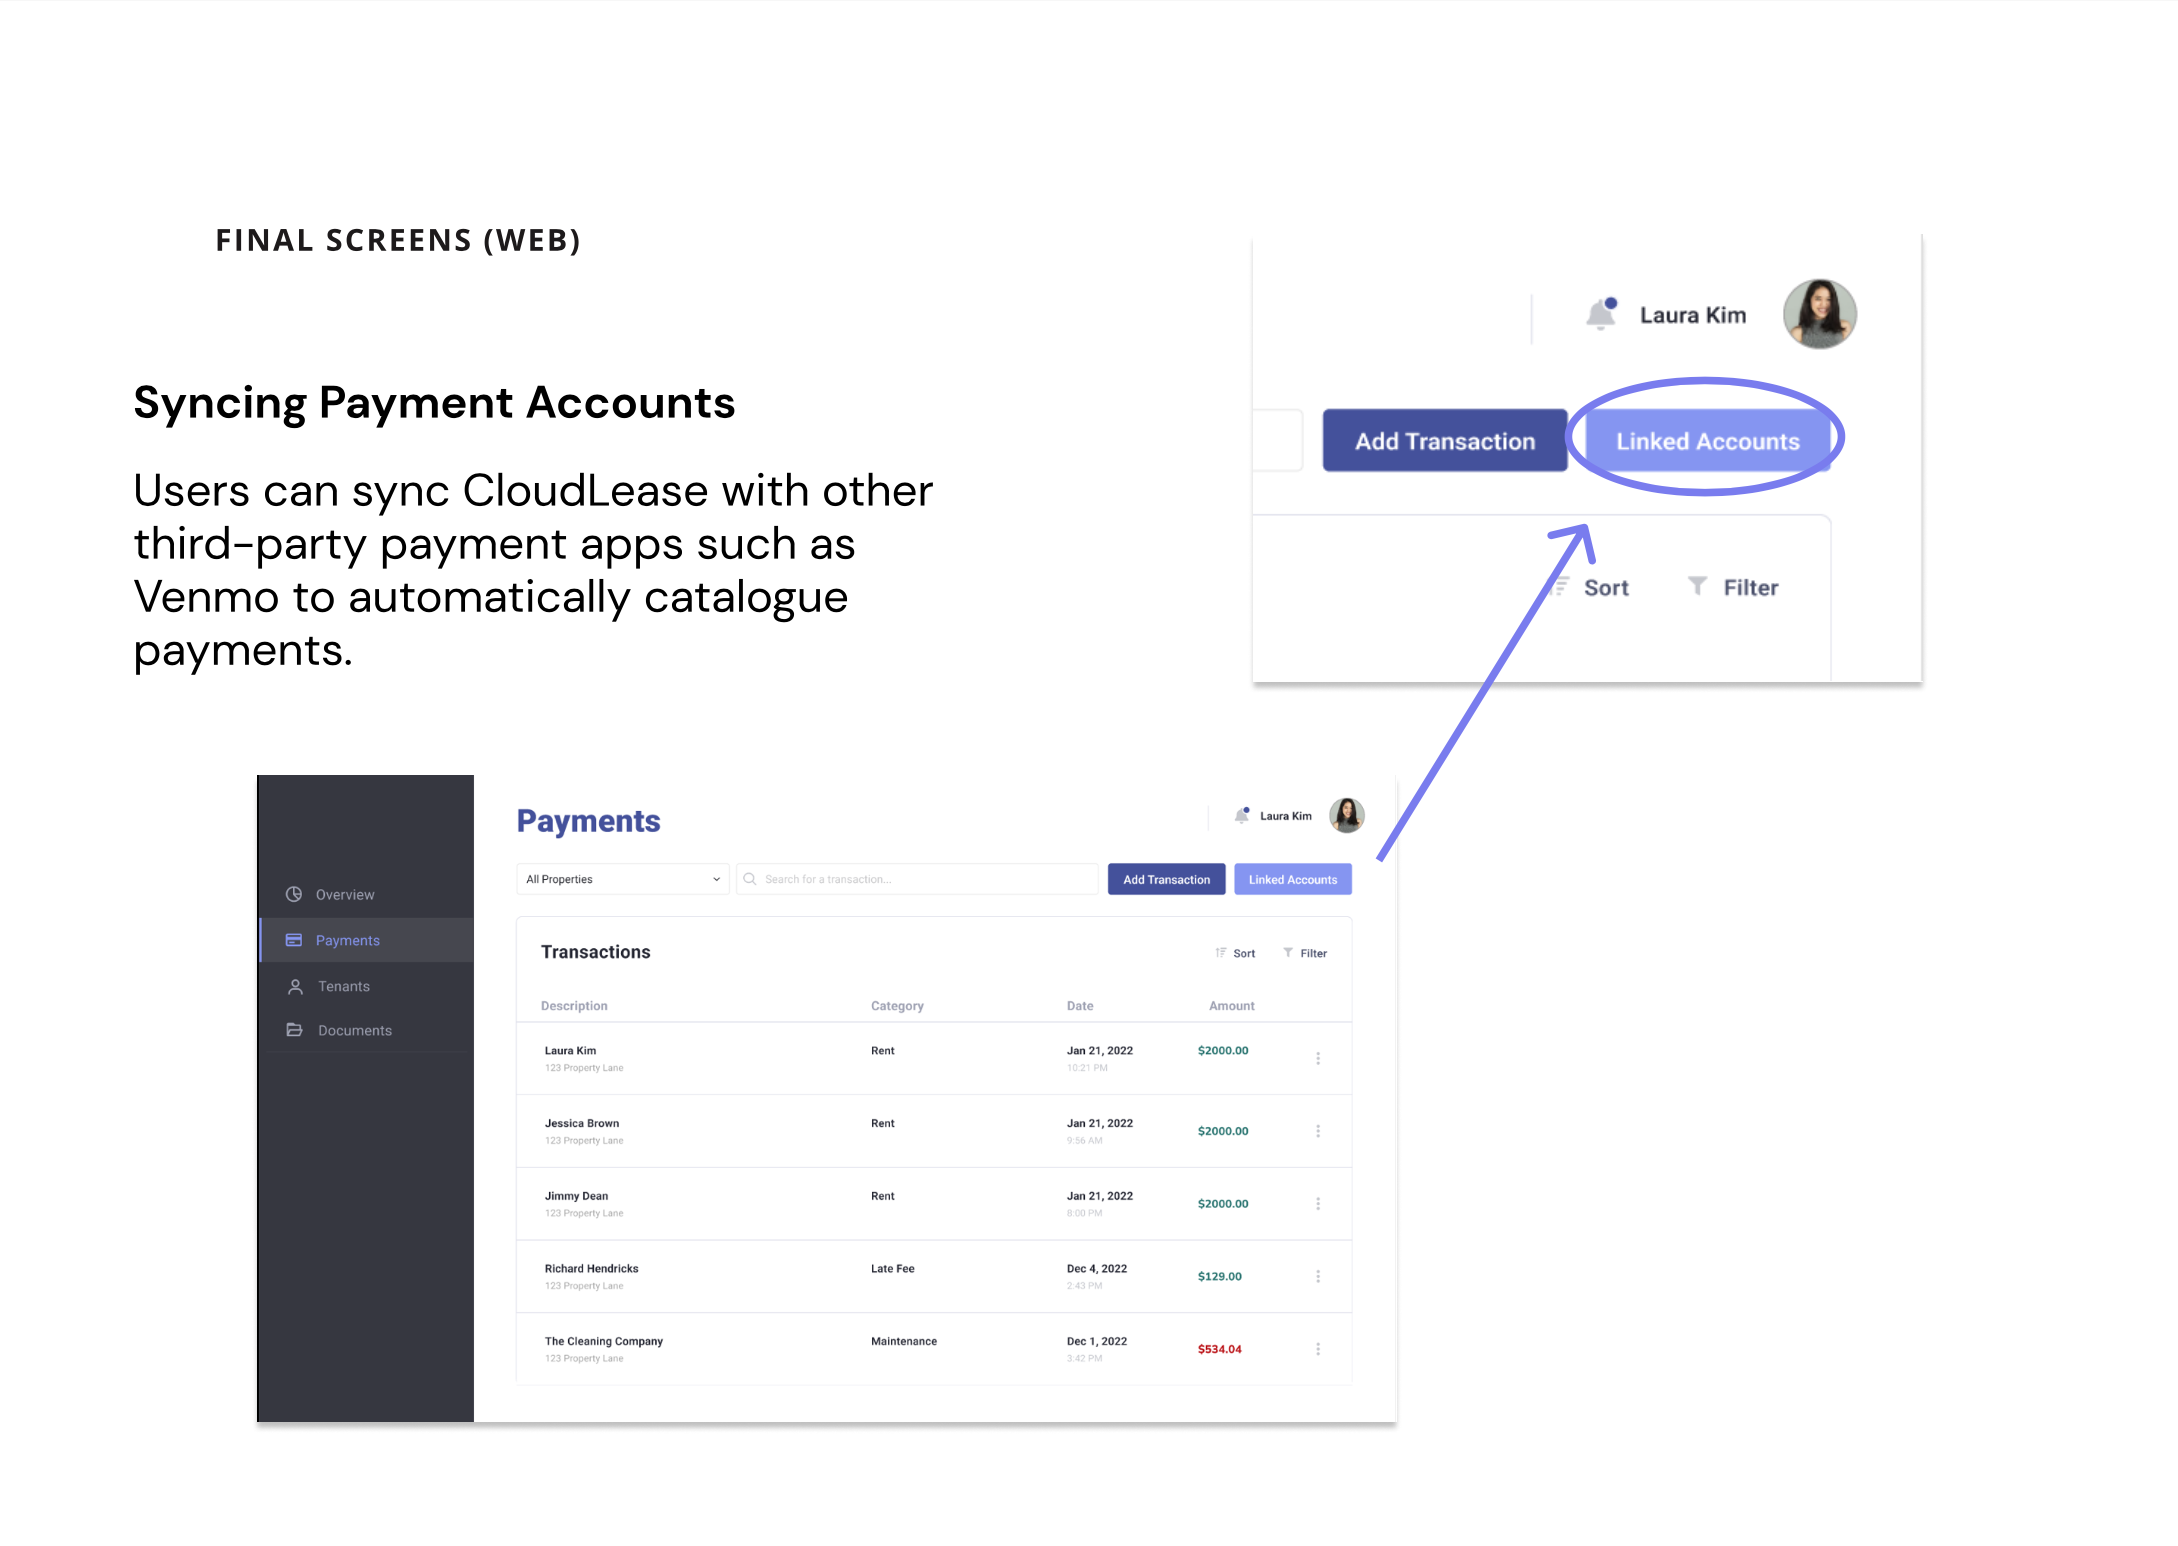 FINAL SCREENS (WEB)
Syncing Payment Accounts
Users can sync CloudLease with other
third-party payment apps such as
Venmo to automatically catalogue
payments.
Laura Kim
Add Transaction
Linked Accounts
Sort
Filter
Overview
Payments
Tenants
Documents
Payments
Laura Kim
All Properties
Search for a transaction...
Add Transaction
Linked Accounts
Transactions
Sort
Filter
Description Category Date Amount
Laura Kim Rent Jan 21, 2022 $2000.00
123 Property Lane 10:21 PM
Jessica Brown Rent Jan 21, 2022 $2000.00
123 Property Lane 9:56 AM
Jimmy Dean Rent Jan 21, 2022 $2000.00
123 Property Lane 8:00 PM
Richard Hendricks Late Fee Dec 4, 2022 $129.00
123 Property Lane 2:43 PM
The Cleaning Company Maintenance Dec 1, 2022 $534.04
123 Property Lane 3:42 PM